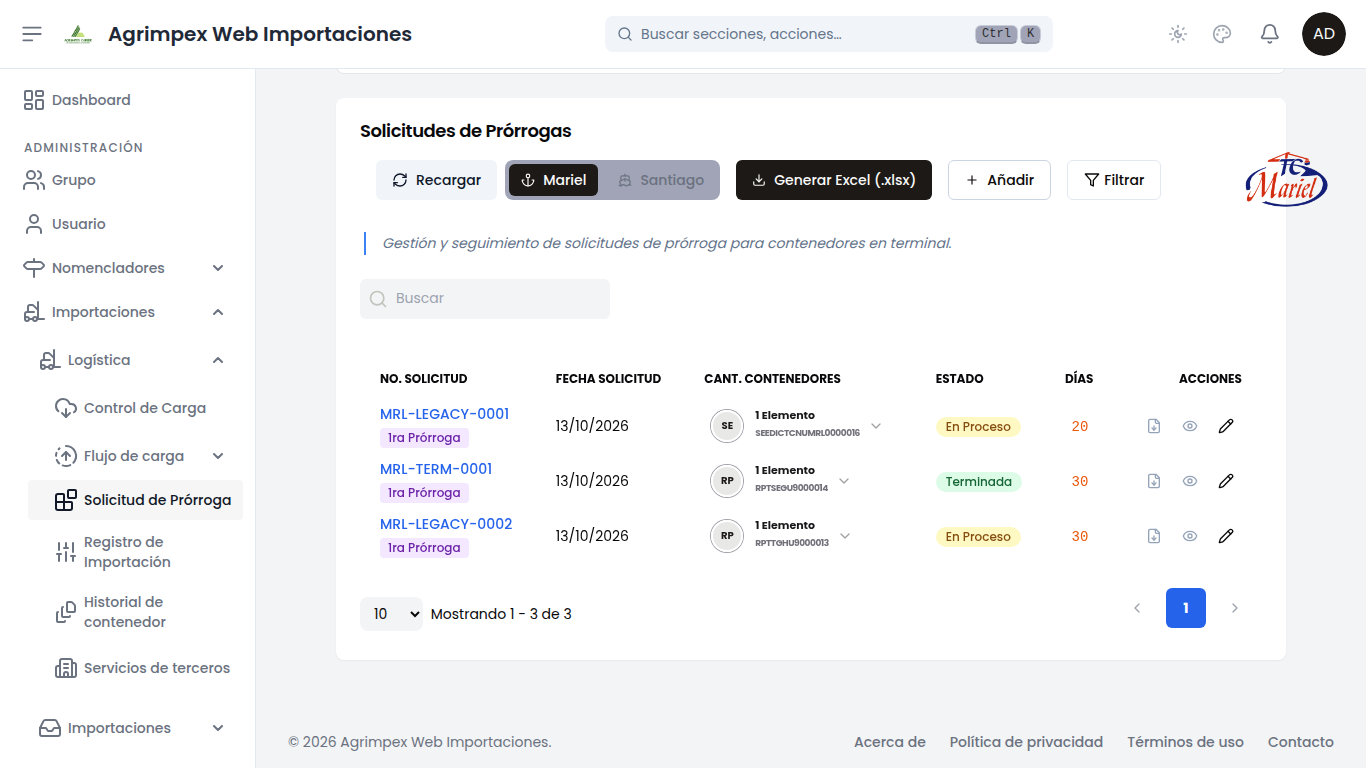 Agrimpex Web Importaciones
Buscar secciones, acciones...
Ctrl K
AD
Dashboard
ADMINISTRACIÓN
Grupo
Usuario
Nomencladores
Importaciones
Logística
Control de Carga
Flujo de carga
Solicitud de Prórroga
Registro de
Importación
Historial de
contenedor
Servicios de terceros
Importaciones
Solicitudes de Prórrogas
Recargar
Mariel
Santiago
Generar Excel (.xlsx)
Añadir
Filtrar
TC
Mariel
Gestión y seguimiento de solicitudes de prórroga para contenedores en terminal.
Buscar
NO. SOLICITUD FECHA SOLICITUD CANT. CONTENEDORES ESTADO DÍAS ACCIONES
MRL-LEGACY-0001
1ra Prórroga
13/10/2026
SE
1 Elemento
SEEDICTCNUMRL0000016
En Proceso
20
MRL-TERM-0001
1ra Prórroga
13/10/2026
RP
1 Elemento
RPTSEGU9000014
Terminada
30
MRL-LEGACY-0002
1ra Prórroga
13/10/2026
RP
1 Elemento
RPTTGHU9000013
En Proceso
30
10
Mostrando 1 - 3 de 3
1
© 2026 Agrimpex Web Importaciones.
Acerca de
Política de privacidad
Términos de uso
Contacto